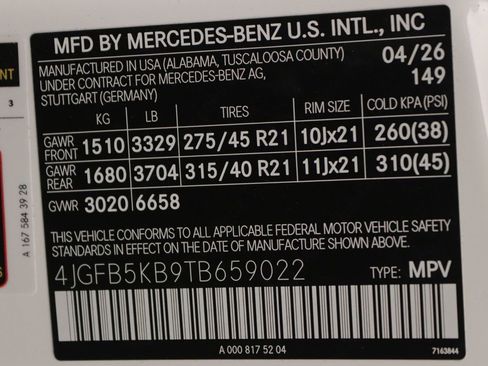 MFD BY MERCEDES-BENZ U.S. INTL., INC
MANUFACTURED IN USA (ALABAMA, TUSCALOOSA COUNTY) 04/26
UNDER CONTRACT FOR MERCEDES-BENZ AG, 149
STUTTGART (GERMANY)
KG LB TIRES RIM SIZE COLD KPA (PSI)
GAWR FRONT 1510 3329 275/45 R21 10Jx21 260(38)
GAWR REAR 1680 3704 315/40 R21 11Jx21 310(45)
GVWR 3020 6658
THIS VEHICLE CONFORMS TO ALL APPLICABLE FEDERAL MOTOR VEHICLE SAFETY
STANDARDS IN EFFECT ON THE DATE OF MANUFACTURE SHOWN ABOVE.
4JGFB5KB9TB659022 TYPE: MPV
A 000 817 52 04
7163844
A 167 584 39 28
3